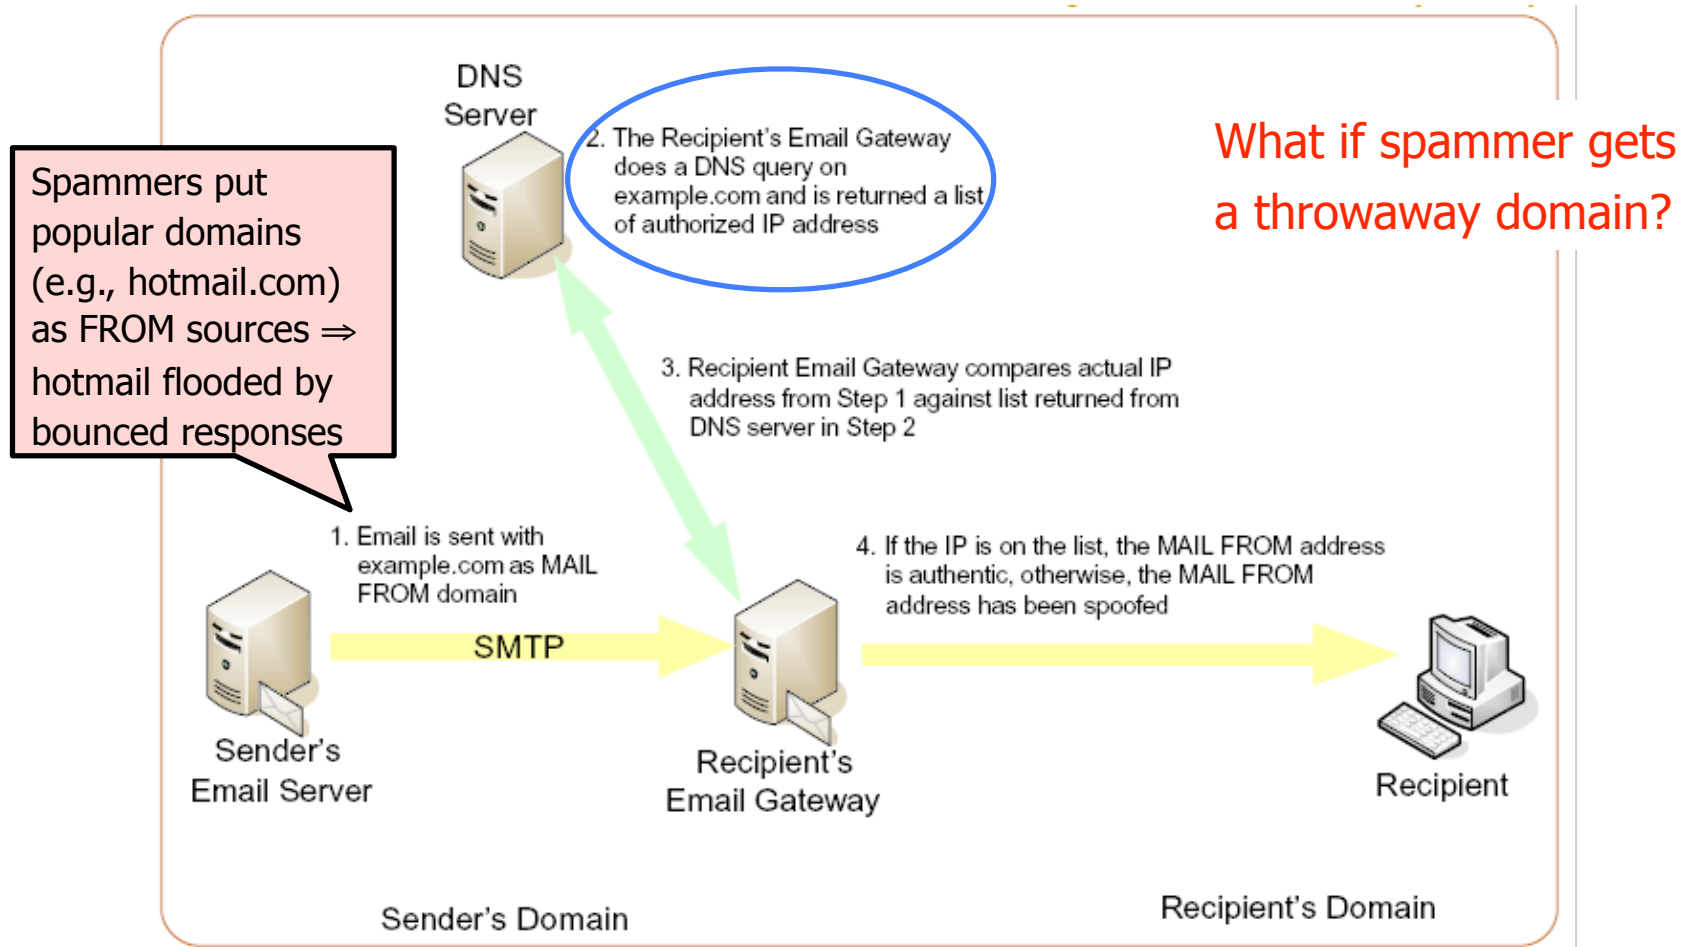 DNS
Server
2. The Recipient's Email Gateway
does a DNS query on
example.com and is returned a list
of authorized IP address
What if spammer gets
a throwaway domain?
Spammers put
popular domains
(e.g., hotmail.com)
as FROM sources ⇒
hotmail flooded by
bounced responses
3. Recipient Email Gateway compares actual IP
address from Step 1 against list returned from
DNS server in Step 2
1. Email is sent with
example.com as MAIL
FROM domain
4. If the IP is on the list, the MAIL FROM address
is authentic, otherwise, the MAIL FROM
address has been spoofed
SMTP
Sender's
Email Server
Recipient's
Email Gateway
Recipient
Sender's Domain
Recipient's Domain